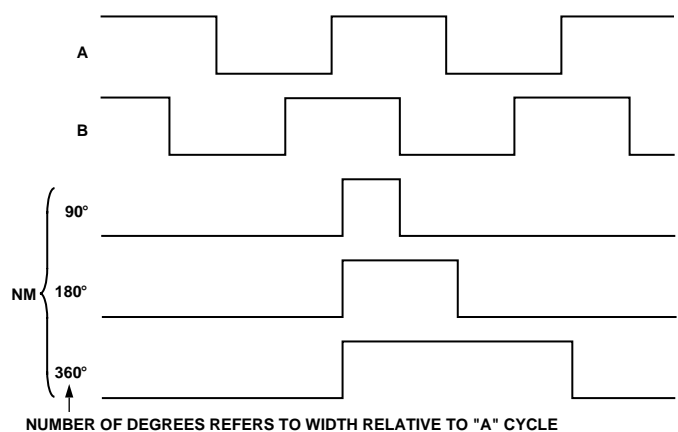 A
B
90°
NM
180°
360°
NUMBER OF DEGREES REFERS TO WIDTH RELATIVE TO "A" CYCLE